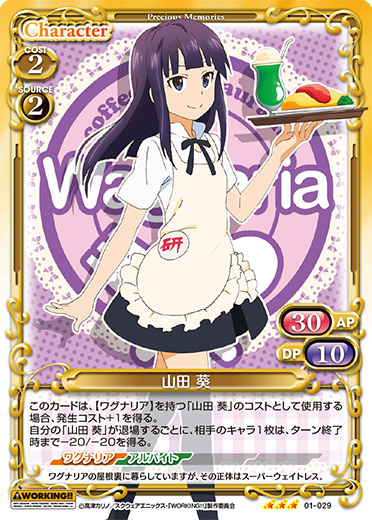 Precious Memories
Character
COST
2
SOURCE
2
Wagnaria
研
30 AP
DP 10
山田 葵
このカードは、【ワグナリア】を持つ「山田 葵」のコストとして使用する
場合、発生コスト+1を得る。
自分の「山田 葵」が退場するごとに、相手のキャラ1枚は、ターン終了
時まで-20/-20を得る。
ワグナリア アルバイト
ワグナリアの屋根裏に暮らしていますが、その正体はスーパーウェイトレス。
WORKING!!
★★★ 01-029
©高津カリノ/スクウェアエニックス・「WORKING!!」製作委員会